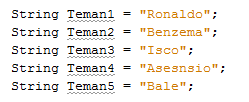 String Teman1 = "Ronaldo";
String Teman2 = "Benzema";
String Teman3 = "Isco";
String Teman4 = "Asesnsio";
String Teman5 = "Bale";